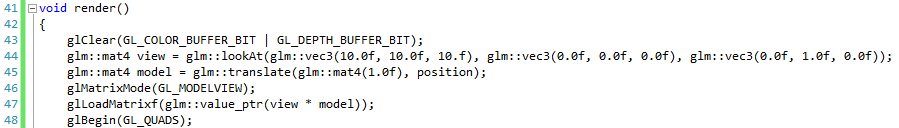 41 void render()
42 {
43 glClear(GL_COLOR_BUFFER_BIT | GL_DEPTH_BUFFER_BIT);
44 glm::mat4 view = glm::lookAt(glm::vec3(10.0f, 10.0f, 10.f), glm::vec3(0.0f, 0.0f, 0.0f), glm::vec3(0.0f, 1.0f, 0.0f));
45 glm::mat4 model = glm::translate(glm::mat4(1.0f), position);
46 glMatrixMode(GL_MODELVIEW);
47 glLoadMatrixf(glm::value_ptr(view * model));
48 glBegin(GL_QUADS);